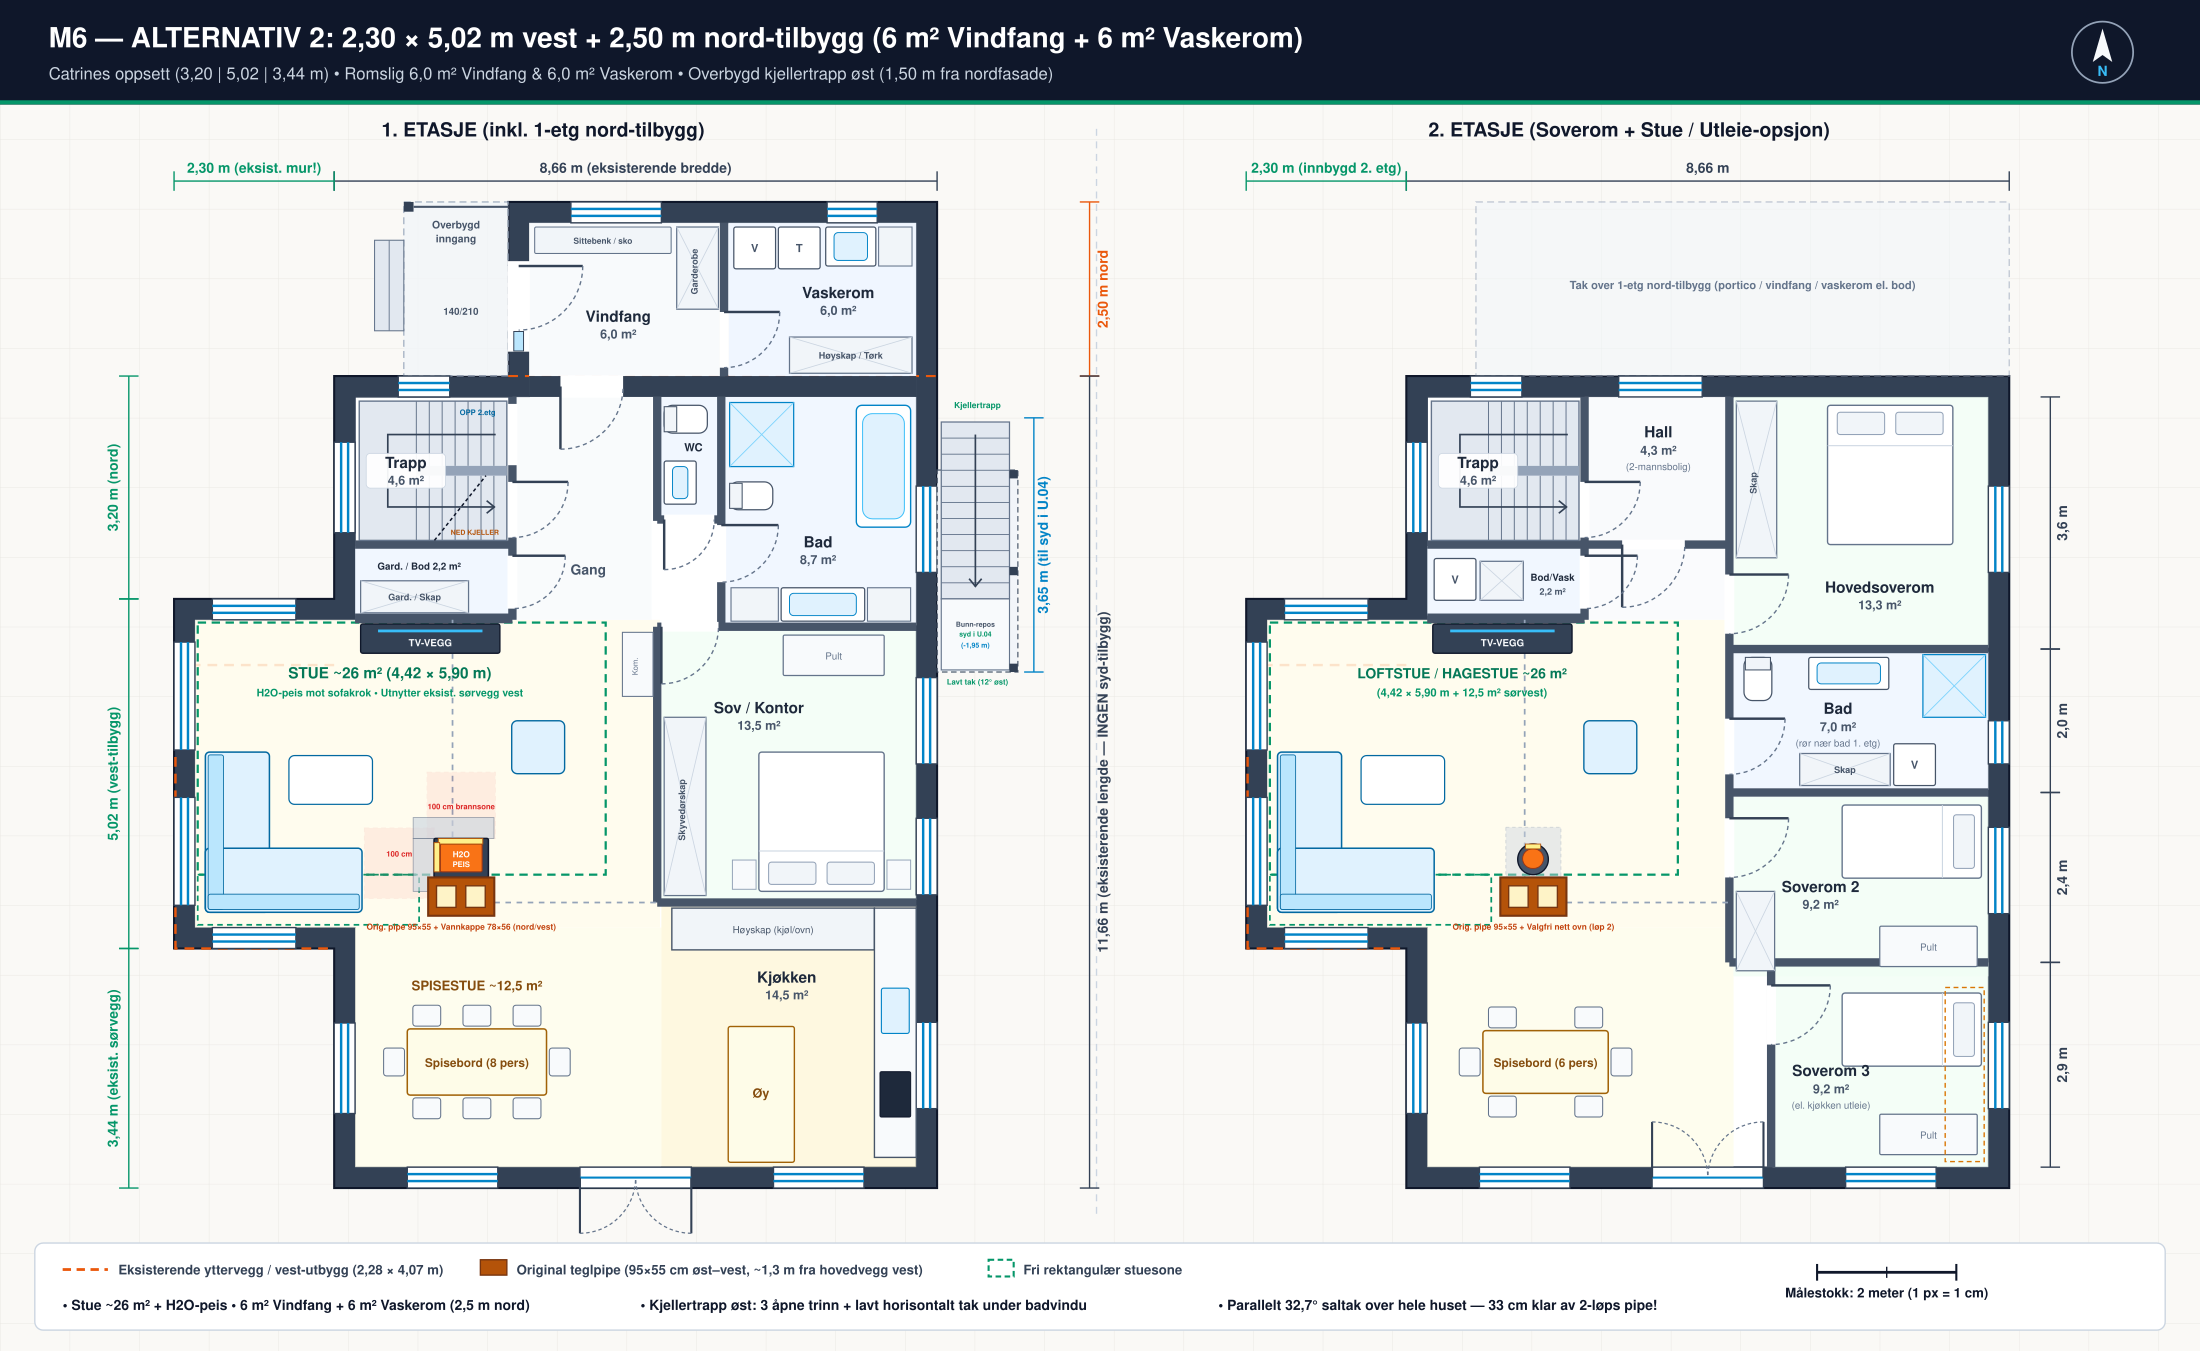 M6 — ALTERNATIV 2: 2,30 × 5,02 m vest + 2,50 m nord-tilbygg (6 m² Vindfang + 6 m² Vaskerom)
Catrines oppsett (3,20 | 5,02 | 3,44 m) • Romslig 6,0 m² Vindfang & 6,0 m² Vaskerom • Overbygd kjellertrapp øst (1,50 m fra nordfasade)
N
1. ETASJE (inkl. 1-etg nord-tilbygg)
2,30 m (eksist. mur!)
8,66 m (eksisterende bredde)
Overbygd
inngang
140/210
Sittebenk / sko
Garderobe
V
T
Vindfang
6,0 m²
Vaskerom
6,0 m²
Høyskap / Tørk
2,50 m nord
OPP 2.etg
Trapp
4,6 m²
NED KJELLER
WC
Bad
8,7 m²
Gard. / Bod 2,2 m²
Gard. / Skap
Gang
Kjellertrapp
Bunn-repos
syd i U.04
(-1,95 m)
Lavt tak (12° øst)
3,65 m (til syd i U.04)
3,20 m (nord)
5,02 m (vest-tilbygg)
3,44 m (eksist. sørvegg)
11,66 m (eksisterende lengde — INGEN syd-tilbygg)
TV-VEGG
STUE ~26 m² (4,42 × 5,90 m)
H2O-peis mot sofakrok • Utnytter eksist. sørvegg vest
Kom.
Pult
Sov / Kontor
13,5 m²
Skyvedørskap
100 cm brannsone
100 cm
H2O
PEIS
Orig. pipe 95×55 + Vannkappe 78×56 (nord/vest)
Høyskap (kjøl/ovn)
Kjøkken
14,5 m²
SPISESTUE ~12,5 m²
Spisebord (8 pers)
Øy
2. ETASJE (Soverom + Stue / Utleie-opsjon)
2,30 m (innbygd 2. etg)
8,66 m
Tak over 1-etg nord-tilbygg (portico / vindfang / vaskerom el. bod)
Trapp
4,6 m²
Hall
4,3 m²
(2-mannsbolig)
Skap
Hovedsoverom
13,3 m²
V
Bod/Vask
2,2 m²
TV-VEGG
LOFTSTUE / HAGESTUE ~26 m²
(4,42 × 5,90 m + 12,5 m² sørvest)
Bad
7,0 m²
(rør nær bad 1. etg)
Skap
V
Soverom 2
9,2 m²
Pult
Orig. pipe 95×55 + Valgfri nett ovn (løp 2)
Spisebord (6 pers)
Soverom 3
9,2 m²
(el. kjøkken utleie)
Pult
3,6 m
2,0 m
2,4 m
2,9 m
Eksisterende yttervegg / vest-utbygg (2,28 × 4,07 m)
Original teglpipe (95×55 cm øst–vest, ~1,3 m fra hovedvegg vest)
Fri rektangulær stuesone
Målestokk: 2 meter (1 px = 1 cm)
• Stue ~26 m² + H2O-peis • 6 m² Vindfang + 6 m² Vaskerom (2,5 m nord)
• Kjellertrapp øst: 3 åpne trinn + lavt horisontalt tak under badvindu
• Parallelt 32,7° saltak over hele huset — 33 cm klar av 2-løps pipe!